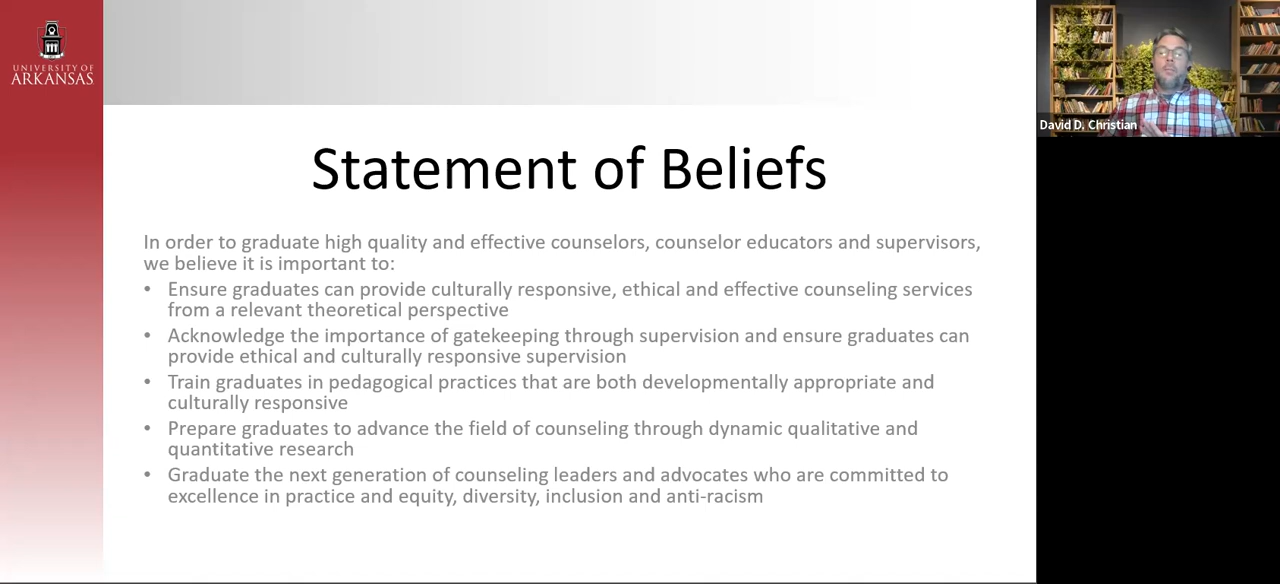 UNIVERSITY OF
ARKANSAS
Statement of Beliefs
In order to graduate high quality and effective counselors, counselor educators and supervisors,
we believe it is important to:
• Ensure graduates can provide culturally responsive, ethical and effective counseling services
from a relevant theoretical perspective
• Acknowledge the importance of gatekeeping through supervision and ensure graduates can
provide ethical and culturally responsive supervision
• Train graduates in pedagogical practices that are both developmentally appropriate and
culturally responsive
• Prepare graduates to advance the field of counseling through dynamic qualitative and
quantitative research
• Graduate the next generation of counseling leaders and advocates who are committed to
excellence in practice and equity, diversity, inclusion and anti-racism
David D. Christian